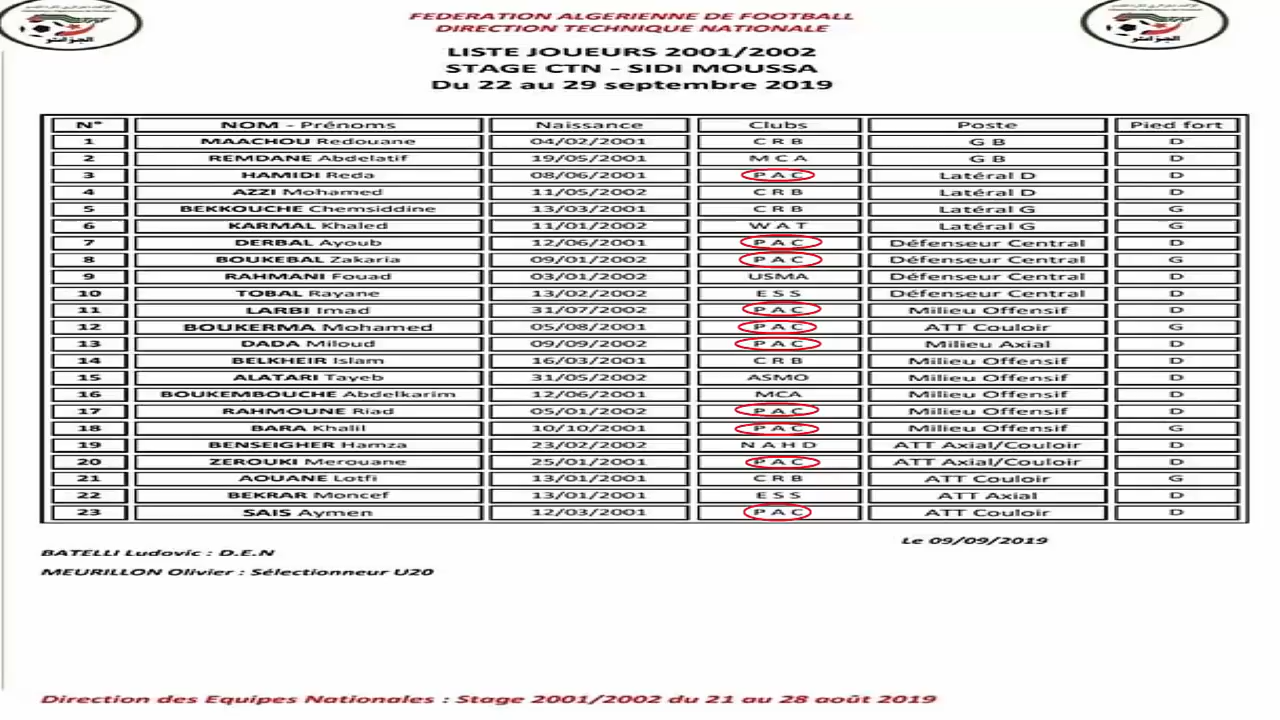 FEDERATION ALGERIENNE DE FOOTBALL
DIRECTION TECHNIQUE NATIONALE
LISTE JOUEURS 2001/2002
STAGE CTN - SIDI MOUSSA
Du 22 au 29 septembre 2019
N° NOM - Prénoms Naissance Clubs Poste Pied fort
1 MAACHOU Redouane 04/02/2001 C R B G B D
2 REMDANE Abdelatif 19/05/2001 M C A G B D
3 HAMIDI Reda 08/06/2001 P A C Latéral D D
4 AZZI Mohamed 11/05/2002 C R B Latéral D D
5 BEKKOUCHE Chemsiddine 13/03/2001 C R B Latéral G G
6 KARMAL Khaled 11/01/2002 W A T Latéral G G
7 DERBAL Ayoub 12/06/2001 P A C Défenseur Central D
8 BOUKEBAL Zakaria 09/01/2002 P A C Défenseur Central G
9 RAHMANI Fouad 03/01/2002 USMA Défenseur Central D
10 TOBAL Rayane 13/02/2002 E S S Défenseur Central D
11 LARBI Imad 31/07/2002 P A C Milieu Offensif D
12 BOUKERMA Mohamed 05/08/2001 P A C ATT Couloir G
13 DADA Miloud 09/09/2002 P A C Milieu Axial D
14 BELKHEIR Islam 16/03/2001 C R B Milieu Offensif D
15 ALATARI Tayeb 31/05/2002 ASMO Milieu Offensif D
16 BOUKEMBOUCHE Abdelkarim 12/06/2001 MCA Milieu Offensif D
17 RAHMOUNE Riad 05/01/2002 P A C Milieu Offensif D
18 BARA Khalil 10/10/2001 P A C Milieu Offensif G
19 BENSEIGHER Hamza 23/02/2002 N A H D ATT Axial/Couloir D
20 ZEROUKI Merouane 25/01/2001 P A C ATT Axial/Couloir D
21 AOUANE Lotfi 13/01/2001 C R B ATT Couloir G
22 BEKRAR Moncef 13/01/2001 E S S ATT Axial D
23 SAIS Aymen 12/03/2001 P A C ATT Couloir D
Le 09/09/2019
BATELLI Ludovic : D.E.N
MEURILLON Olivier : Sélectionneur U20
Direction des Equipes Nationales : Stage 2001/2002 du 21 au 28 août 2019